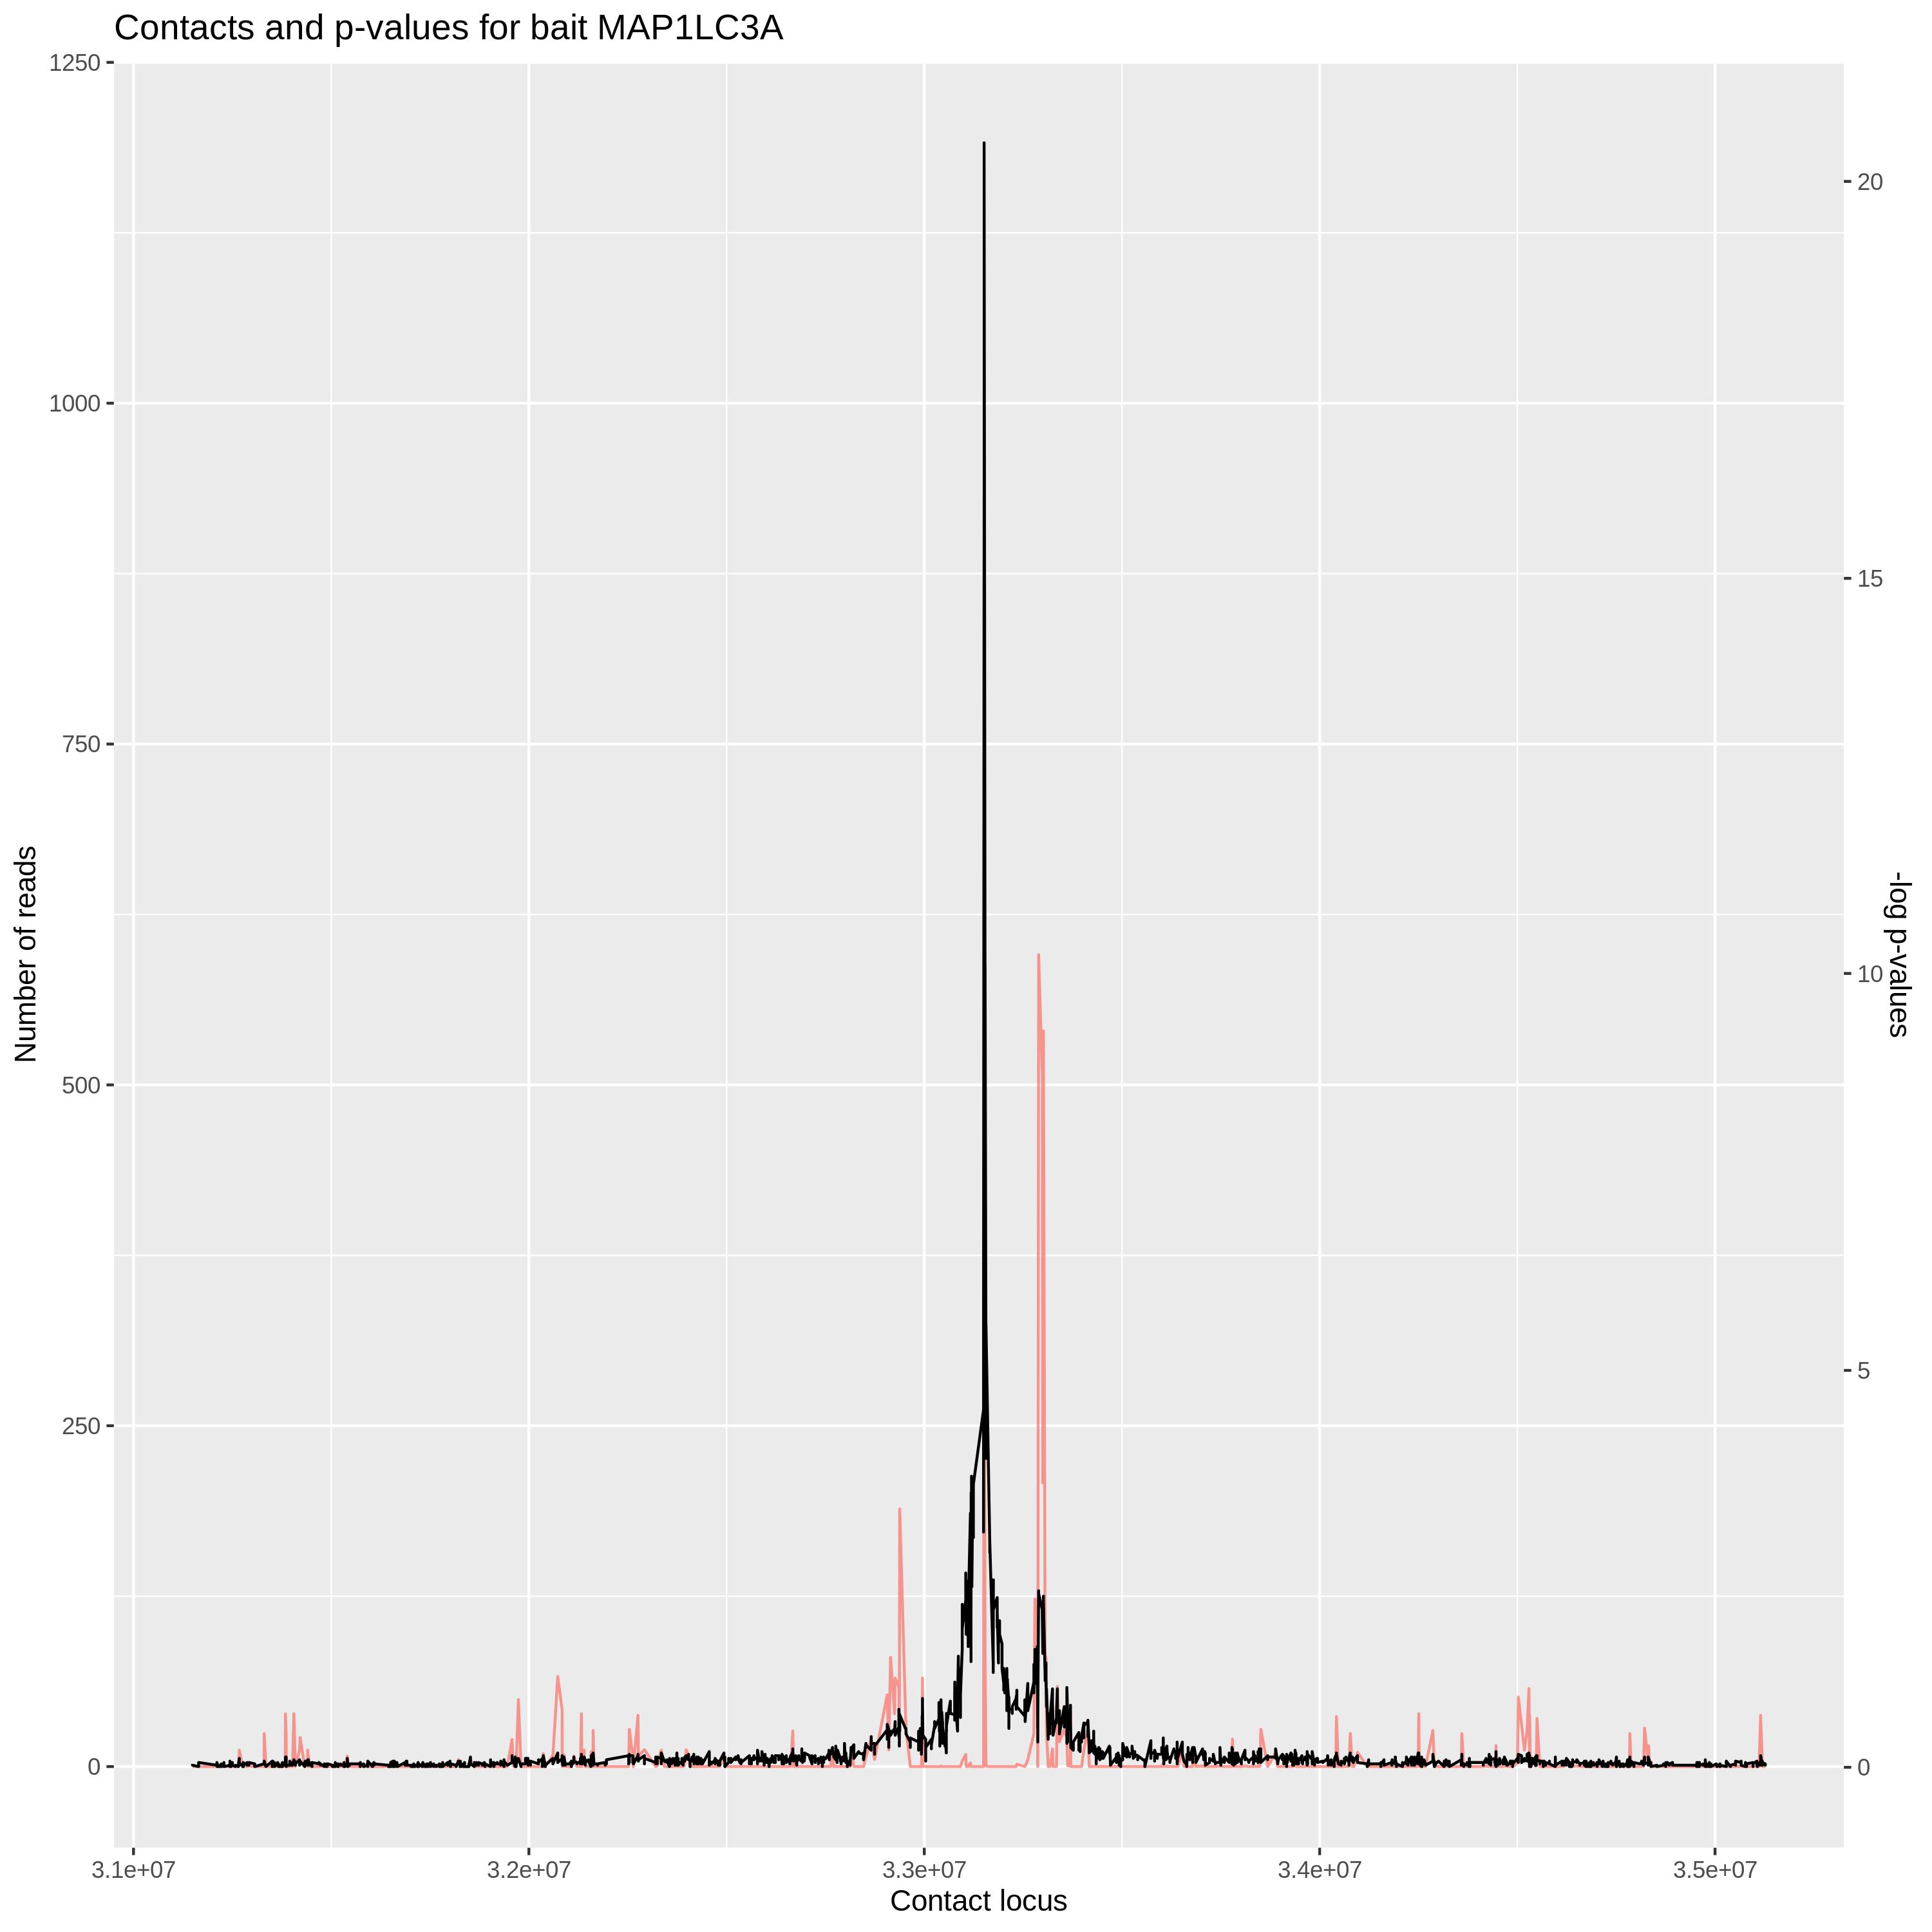 Contacts and p-values for bait MAP1LC3A
1250
1000
750
500
250
0
Number of reads
20
15
10
5
0
-log p-values
3.1e+07
3.2e+07
3.3e+07
3.4e+07
3.5e+07
Contact locus